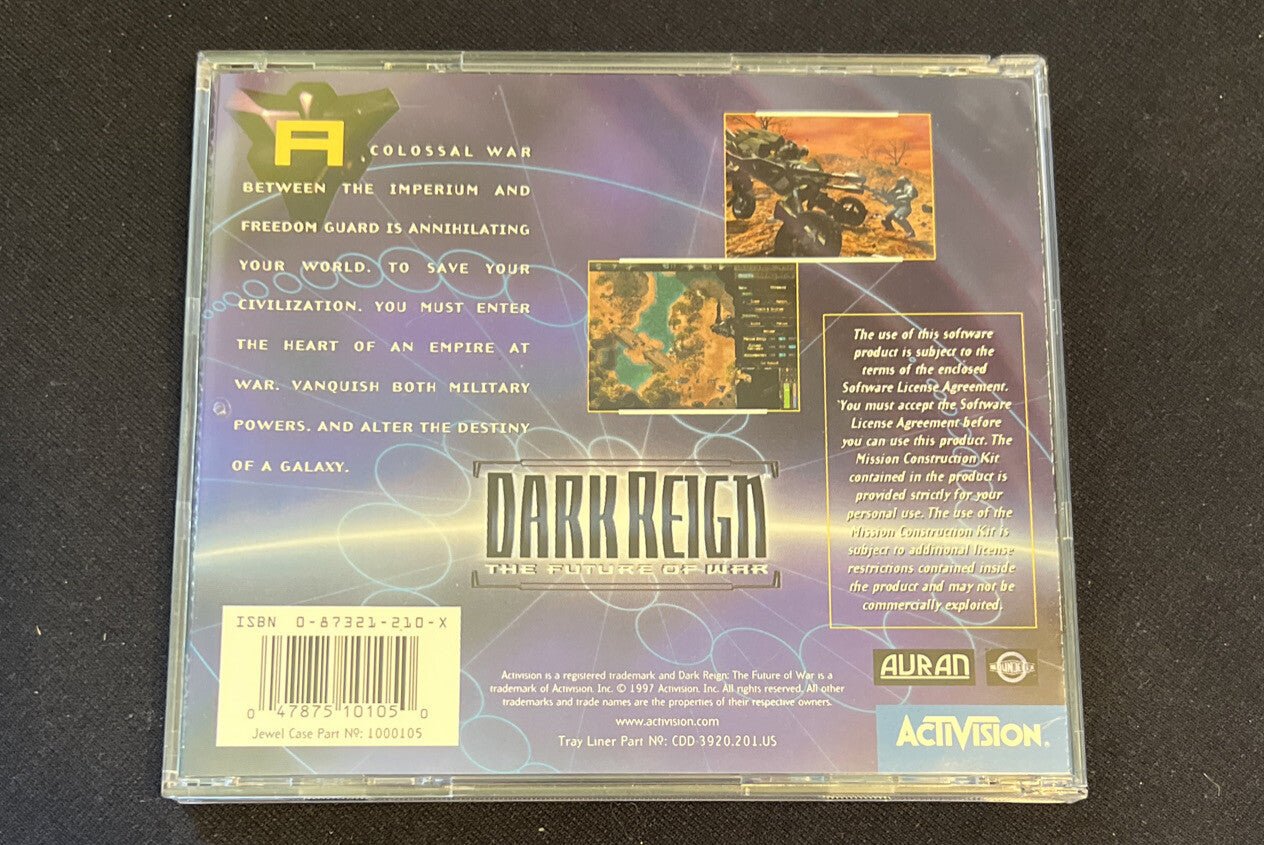 A COLOSSAL WAR
BETWEEN THE IMPERIUM AND
FREEDOM GUARD IS ANNIHILATING
YOUR WORLD. TO SAVE YOUR
CIVILIZATION, YOU MUST ENTER
THE HEART OF AN EMPIRE AT
WAR, VANQUISH BOTH MILITARY
POWERS, AND ALTER THE DESTINY
OF A GALAXY.
The use of this software
product is subject to the
terms of the enclosed
Software License Agreement.
You must accept the Software
License Agreement before
you can use this product. The
Mission Construction Kit
contained in the product is
provided strictly for your
personal use. The use of the
Mission Construction Kit is
subject to additional license
restrictions contained inside
the product and may not be
commercially exploited.
DARK REIGN
THE FUTURE OF WAR
ISBN 0-87321-210-X
0 47875 10105 0
Jewel Case Part Nº: 1000105
Activision is a registered trademark and Dark Reign: The Future of War is a
trademark of Activision, Inc. © 1997 Activision, Inc. All rights reserved. All other
trademarks and trade names are the properties of their respective owners.
www.activision.com
Tray Liner Part Nº: CDD-3920.201.US
AURAN
ACTIVISION.